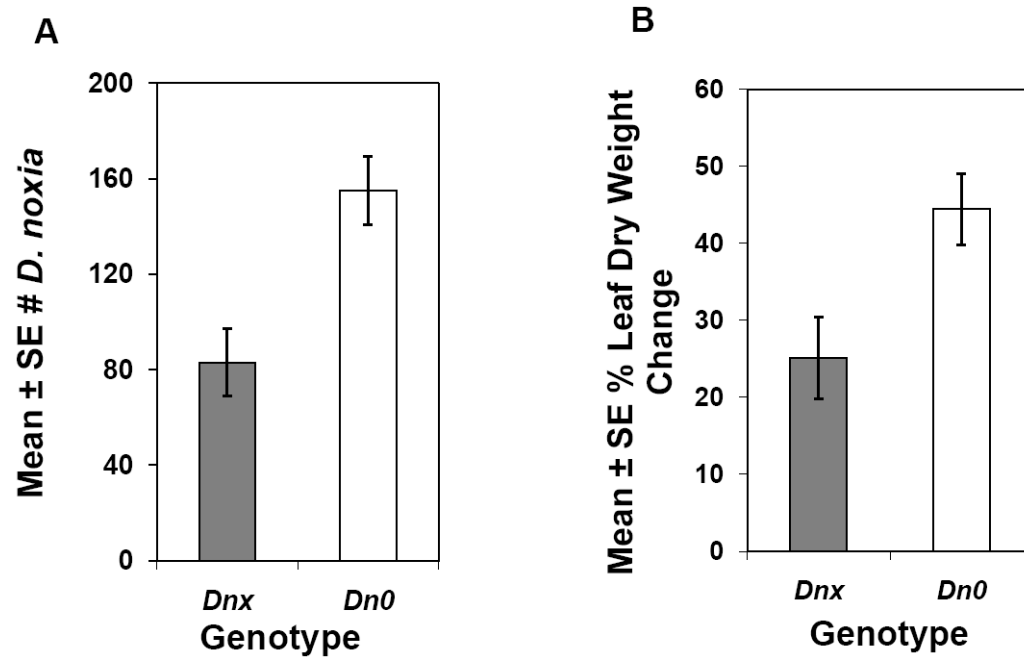 A
Mean ± SE # D. noxia
200
160
120
80
40
0
Dnx Dn0
Genotype
B
Mean ± SE % Leaf Dry Weight
Change
60
50
40
30
20
10
0
Dnx Dn0
Genotype